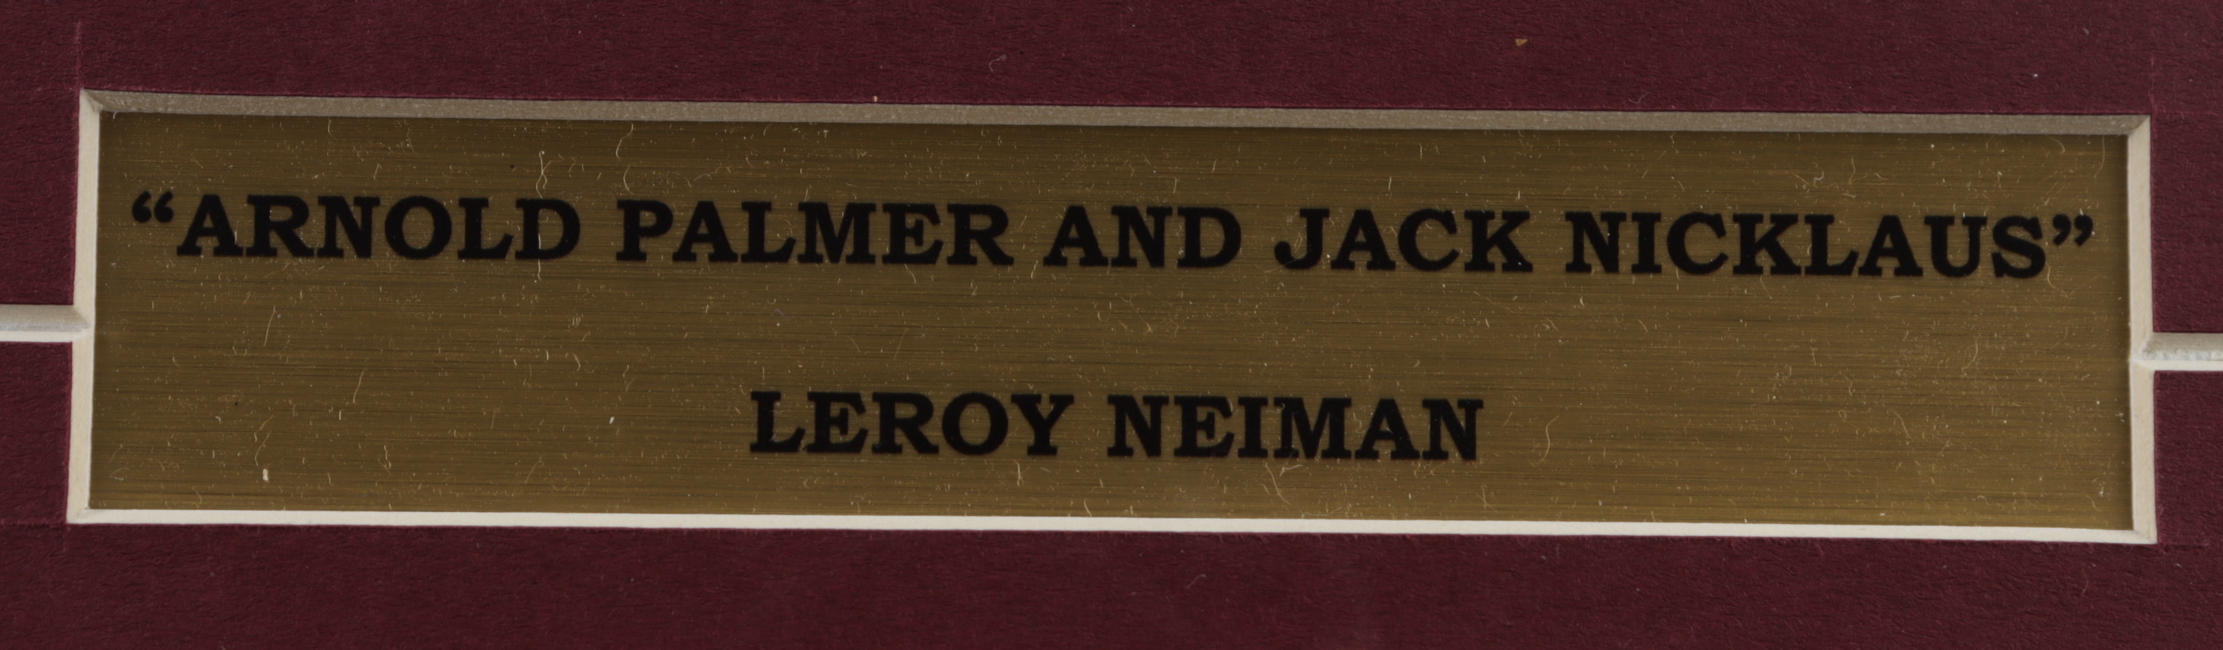 “ARNOLD PALMER AND JACK NICKLAUS”
LEROY NEIMAN